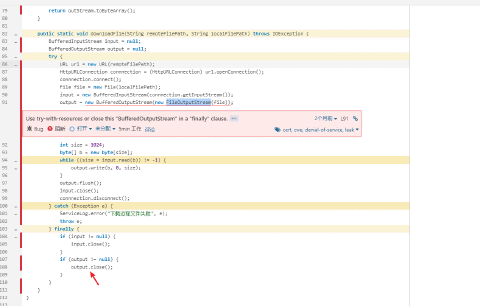 79 return outStream.toByteArray();
80 }
81
82 public static void downloadFile(String remoteFilePath, String localFilePath) throws IOException {
83 BufferedInputStream input = null;
84 BufferedOutputStream output = null;
85 try {
86 URL url = new URL(remoteFilePath);
87 HttpURLConnection connection = (HttpURLConnection) url.openConnection();
88 connection.connect();
89 File file = new File(localFilePath);
90 input = new BufferedInputStream(connection.getInputStream());
91 output = new BufferedOutputStream(new FileOutputStream(file));
Use try-with-resources or close this "BufferedOutputStream" in a "finally" clause. ...
2个月前 L91
Bug 阻断 打开 未分配 5min 工作 评论
cert, cwe, denial-of-service, leak
92 int size = 1024;
93 byte[] b = new byte[size];
94 while ((size = input.read(b)) != -1) {
95 output.write(b, 0, size);
96 }
97 output.flush();
98 input.close();
99 connection.disconnect();
100 } catch (Exception e) {
101 ServiceLog.error("下载远程文件失败", e);
102 throw e;
103 } finally {
104 if (input != null) {
105 input.close();
106 }
107 if (output != null) {
108 output.close();
109 }
110 }
111 }
112 }